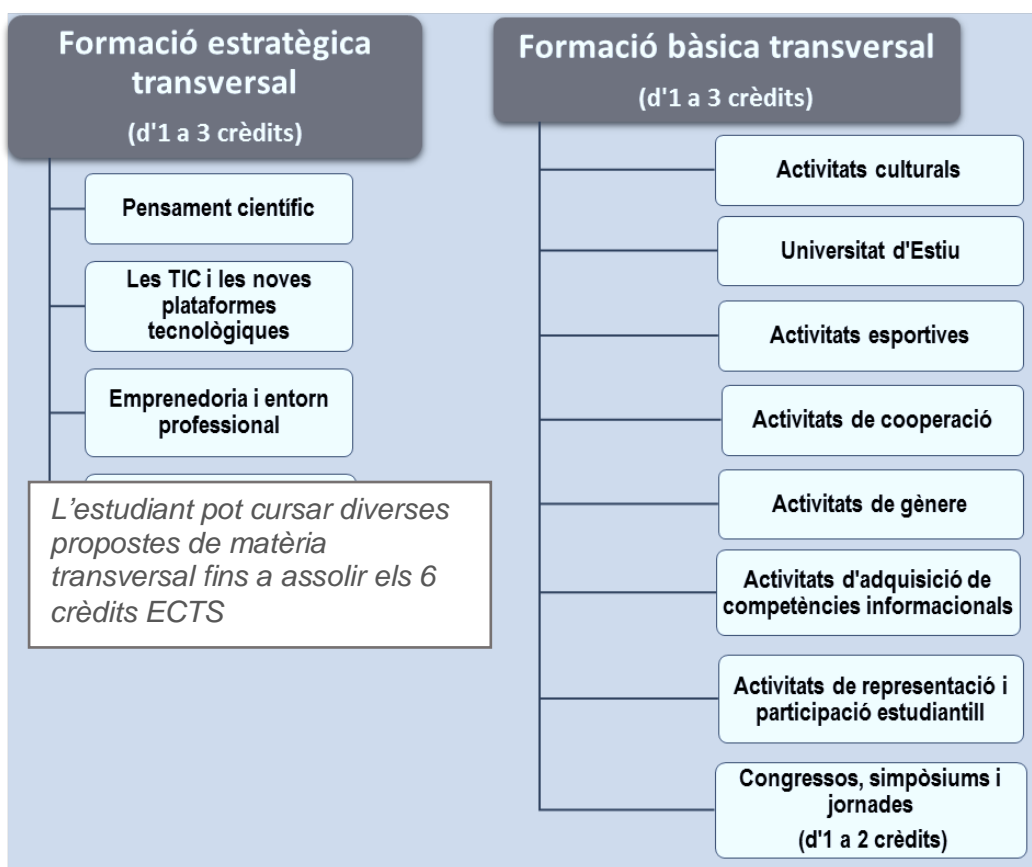 Formació estratègica
transversal
(d'1 a 3 crèdits)
Pensament científic
Les TIC i les noves
plataformes
tecnològiques
Emprenedoria i entorn
professional
L'estudiant pot cursar diverses
propostes de matèria
transversal fins a assolir els 6
crèdits ECTS
Formació bàsica transversal
(d'1 a 3 crèdits)
Activitats culturals
Universitat d'Estiu
Activitats esportives
Activitats de cooperació
Activitats de gènere
Activitats d'adquisició de
competències informacionals
Activitats de representació i
participació estudiantill
Congressos, simpòsiums i
jornades
(d'1 a 2 crèdits)